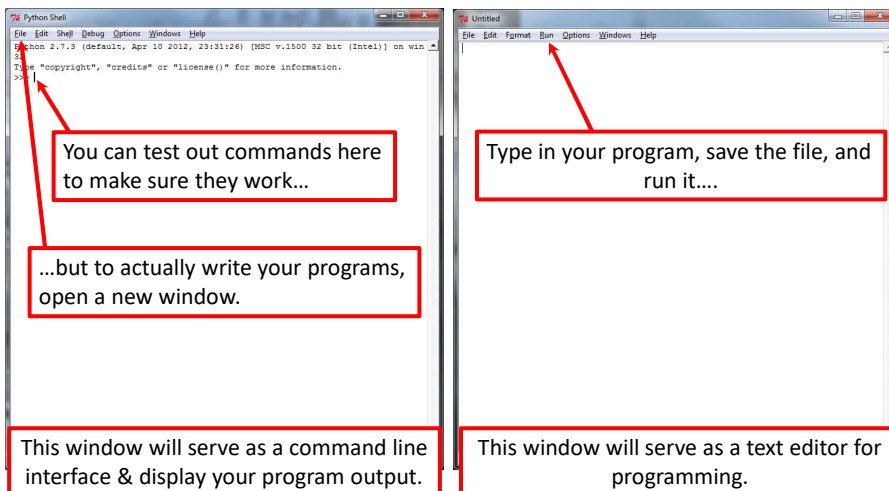 Python Shell
File Edit Shell Debug Options Windows Help
Python 2.7.3 (default, Apr 10 2012, 23:31:26) [MSC v.1500 32 bit (Intel)] on win
32
Type "copyright", "credits" or "license()" for more information.
>>>
You can test out commands here
to make sure they work…
…but to actually write your programs,
open a new window.
This window will serve as a command line
interface & display your program output.
Untitled
File Edit Format Run Options Windows Help
Type in your program, save the file, and
run it….
This window will serve as a text editor for
programming.